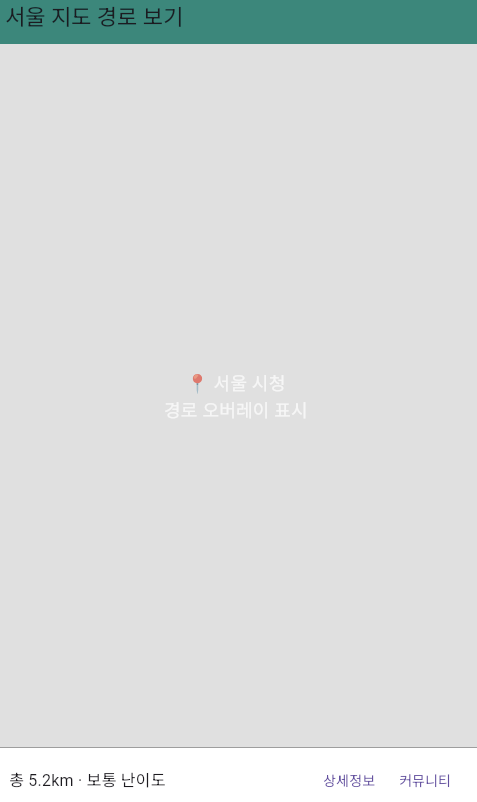 서울 지도 경로 보기
📍 서울 시청
경로 오버레이 표시
총 5.2km · 보통 난이도
상세정보 커뮤니티